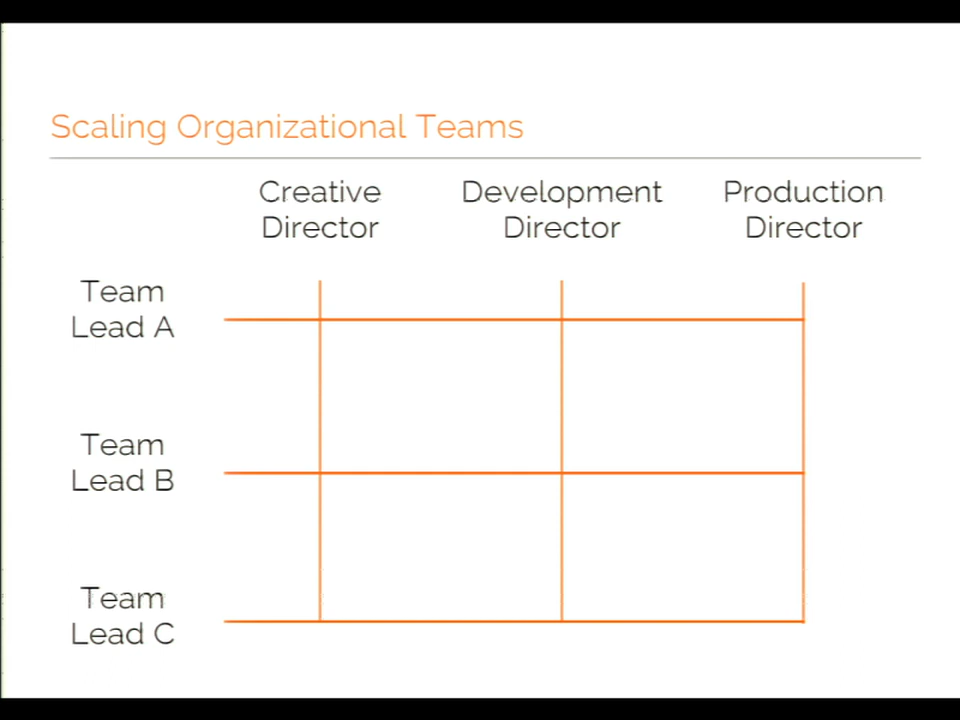 Scaling Organizational Teams
Creative
Director
Development
Director
Production
Director
Team
Lead A
Team
Lead B
Team
Lead C